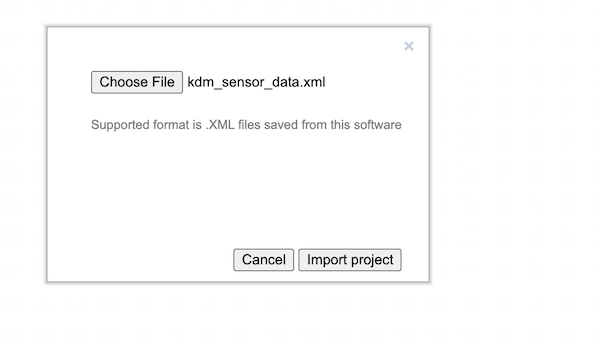 ×
Choose File kdm_sensor_data.xml
Supported format is .XML files saved from this software
Cancel Import project